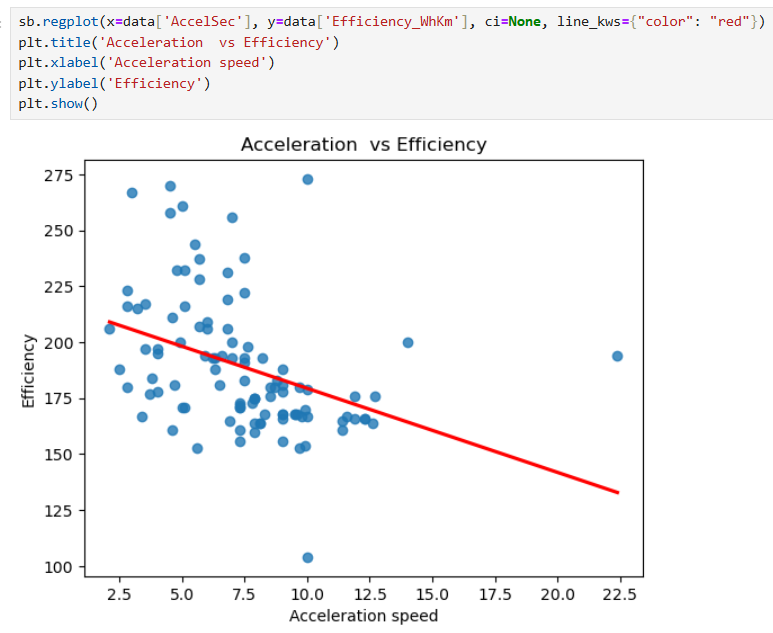 sb.regplot(x=data['AccelSec'], y=data['Efficiency_WhKm'], ci=None, line_kws={"color": "red"})
plt.title('Acceleration  vs Efficiency')
plt.xlabel('Acceleration speed')
plt.ylabel('Efficiency')
plt.show()
Acceleration  vs Efficiency
275
250
225
200
175
150
125
100
Efficiency
2.5 5.0 7.5 10.0 12.5 15.0 17.5 20.0 22.5
Acceleration speed